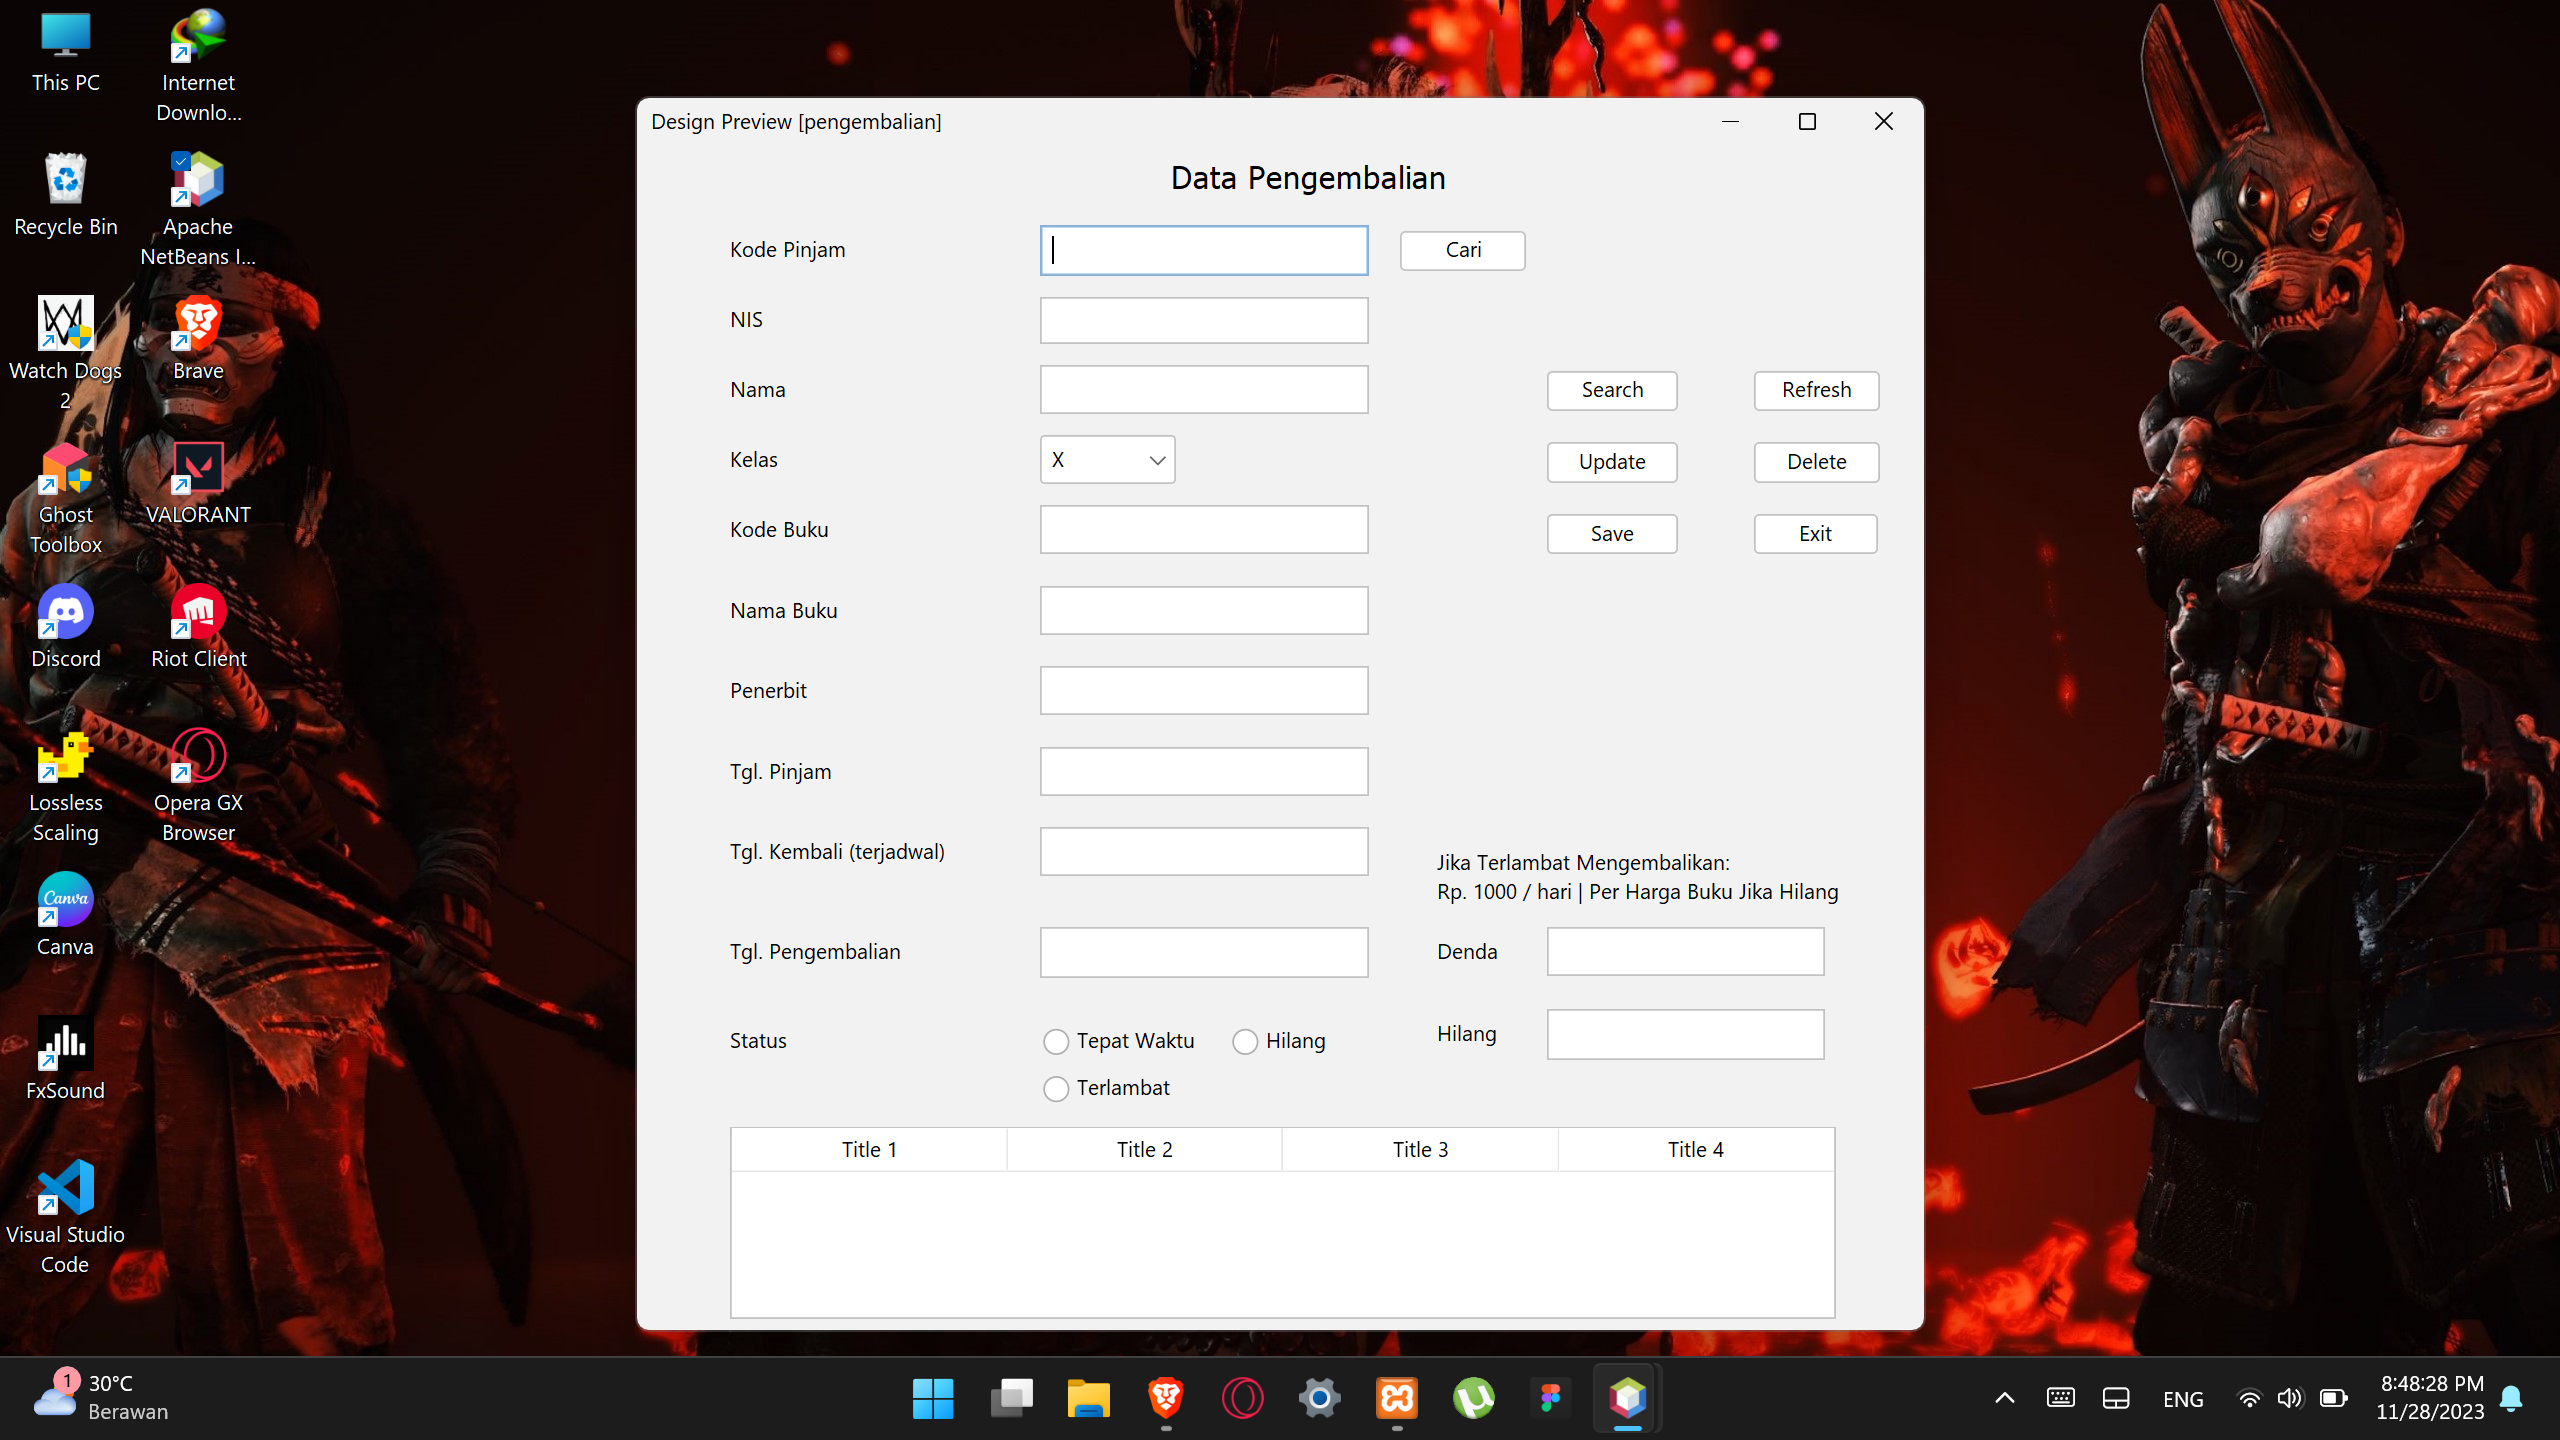 This PC
Internet
Downlo...
Recycle Bin
Apache
NetBeans I...
Watch Dogs
2
Brave
Ghost
Toolbox
VALORANT
Discord
Riot Client
Lossless
Scaling
Opera GX
Browser
Canva
Canva
FxSound
Visual Studio
Code
Design Preview [pengembalian]
Data Pengembalian
Kode Pinjam
Cari
NIS
Nama
Search
Refresh
Kelas
X
Update
Delete
Kode Buku
Save
Exit
Nama Buku
Penerbit
Tgl. Pinjam
Tgl. Kembali (terjadwal)
Jika Terlambat Mengembalikan:
Rp. 1000 / hari | Per Harga Buku Jika Hilang
Tgl. Pengembalian
Denda
Status
Tepat Waktu
Hilang
Hilang
Terlambat
Title 1
Title 2
Title 3
Title 4
1
30°C
Berawan
ENG
8:48:28 PM
11/28/2023